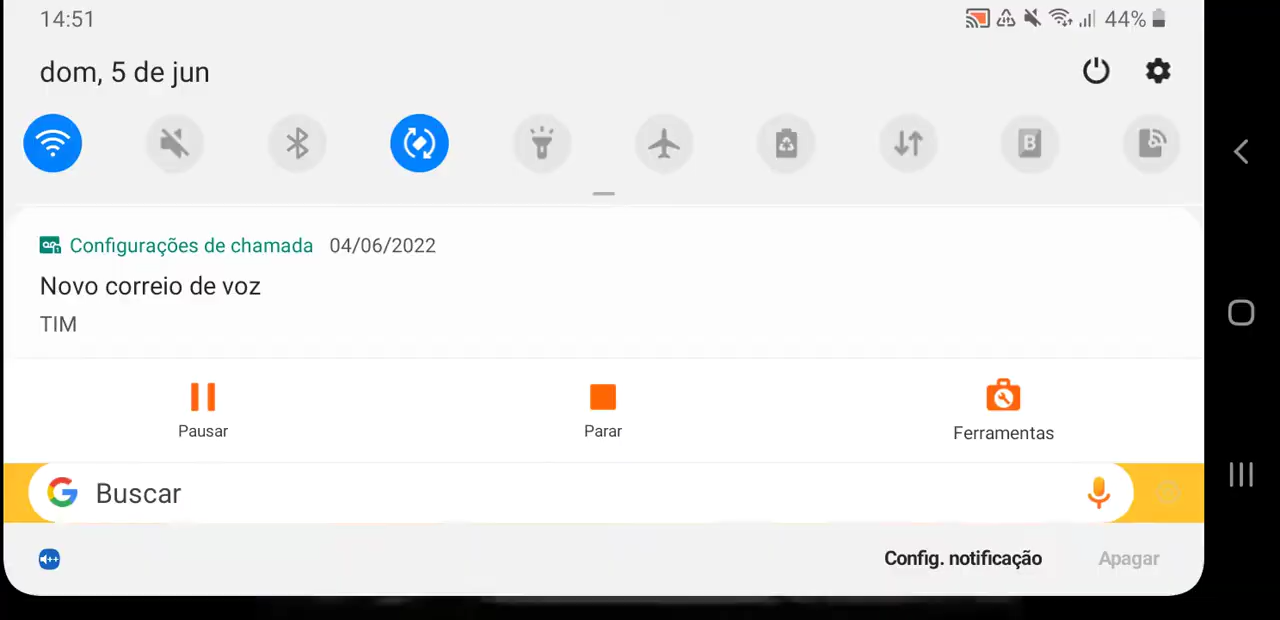 14:51
44%
dom, 5 de jun
B
Configurações de chamada 04/06/2022
Novo correio de voz
TIM
Pausar
Parar
Ferramentas
G Buscar
Config. notificação
Apagar